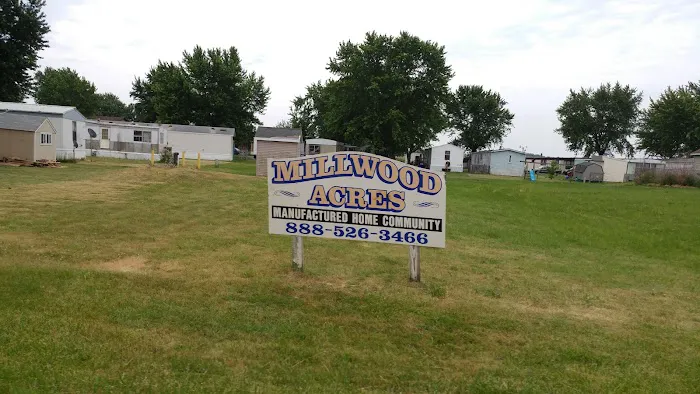 MILLWOOD
ACRES
MANUFACTURED HOME COMMUNITY
888-526-3466